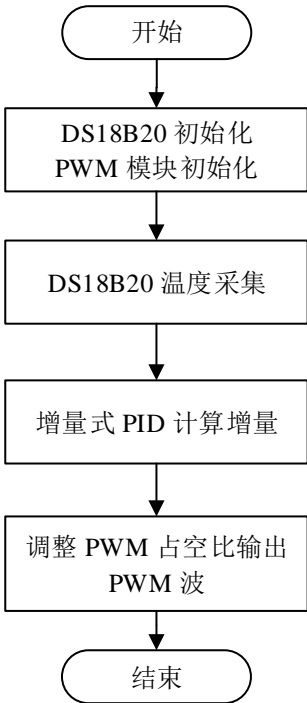 开始
DS18B20 初始化
PWM 模块初始化
DS18B20 温度采集
增量式 PID 计算增量
调整 PWM 占空比输出
PWM 波
结束